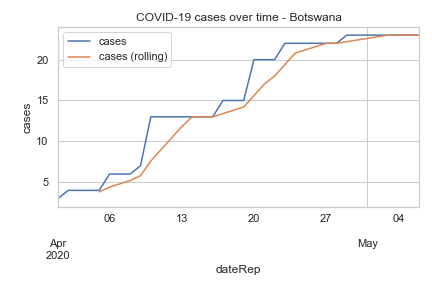 COVID-19 cases over time - Botswana
cases
cases (rolling)
cases
20
15
10
5
06 13 20 27 04
Apr May
2020
dateRep